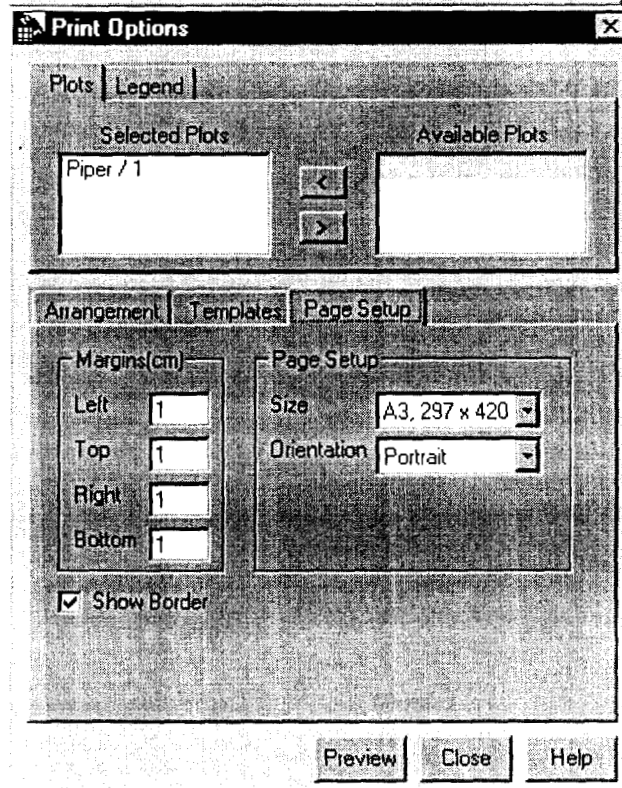 Print Options
Plots Legend
Selected Plots Available Plots
Piper / 1
<
>
Arrangement Templates Page Setup
Margins(cm) Page Setup
Left 1 Size A3, 297 x 420
Top 1 Orientation Portrait
Right 1
Bottom 1
Show Border
Preview Close Help